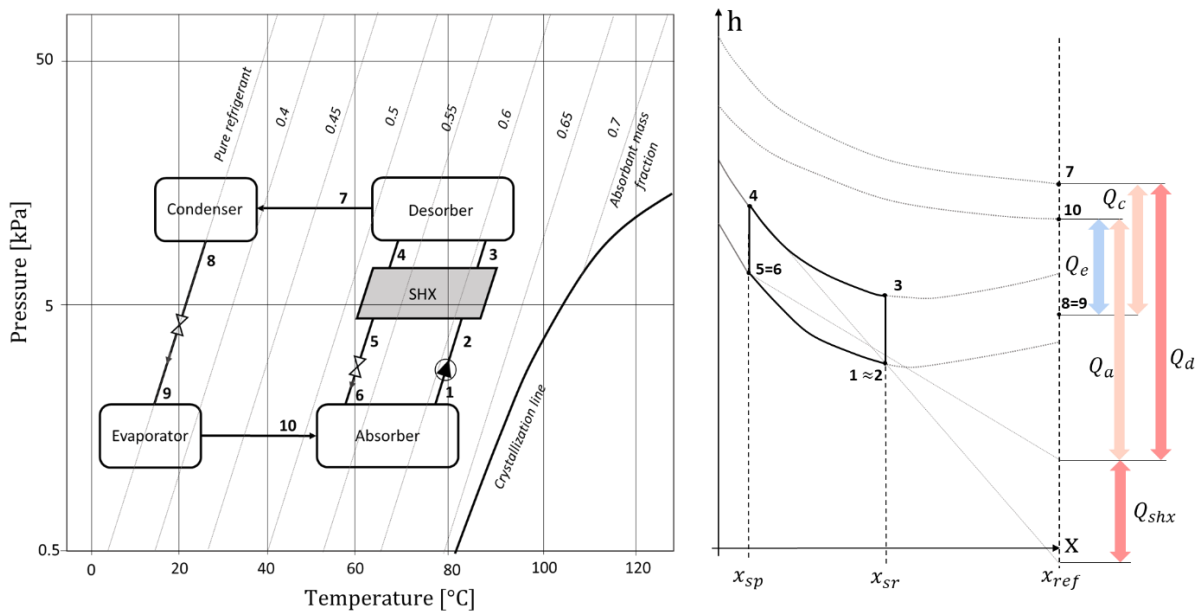 50
5
0.5
Pressure [kPa]
0
20
40
60
80
100
120
Temperature [°C]
Pure refrigerant
0.4
0.45
0.5
0.55
0.6
0.65
0.7
Absorbant mass
fraction
Crystallization line
Condenser
7
Desorber
8
4
3
SHX
5
2
9
6
1
Evaporator
10
Absorber
h
4
5=6
3
1 ≈2
7
10
8=9
Q_c
Q_e
Q_a
Q_d
Q_shx
X
x_sp
x_sr
x_ref